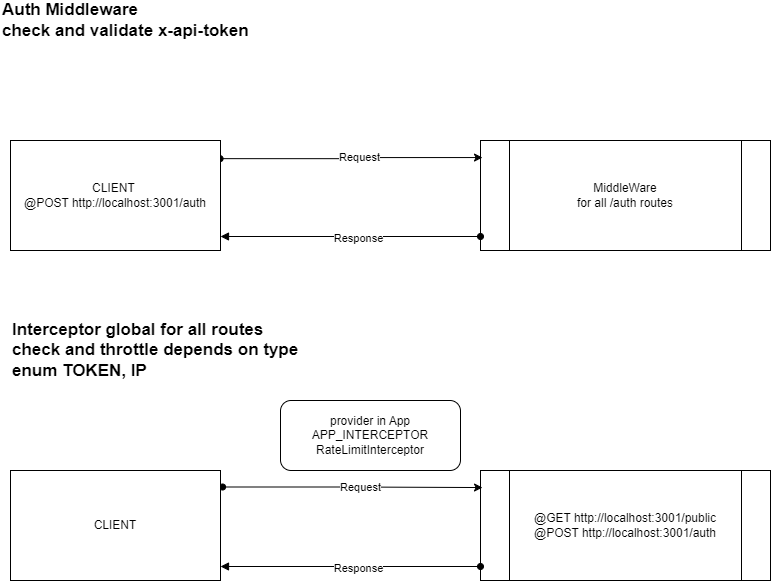 Auth Middleware
check and validate x-api-token
Request
CLIENT
@POST http://localhost:3001/auth
MiddleWare
for all /auth routes
Response
Interceptor global for all routes
check and throttle depends on type
enum TOKEN, IP
provider in App
APP_INTERCEPTOR
RateLimitInterceptor
Request
CLIENT
@GET http://localhost:3001/public
@POST http://localhost:3001/auth
Response